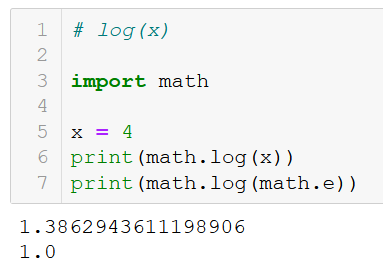 1 # log(x)
2
3 import math
4
5 x = 4
6 print(math.log(x))
7 print(math.log(math.e))
1.3862943611198906
1.0